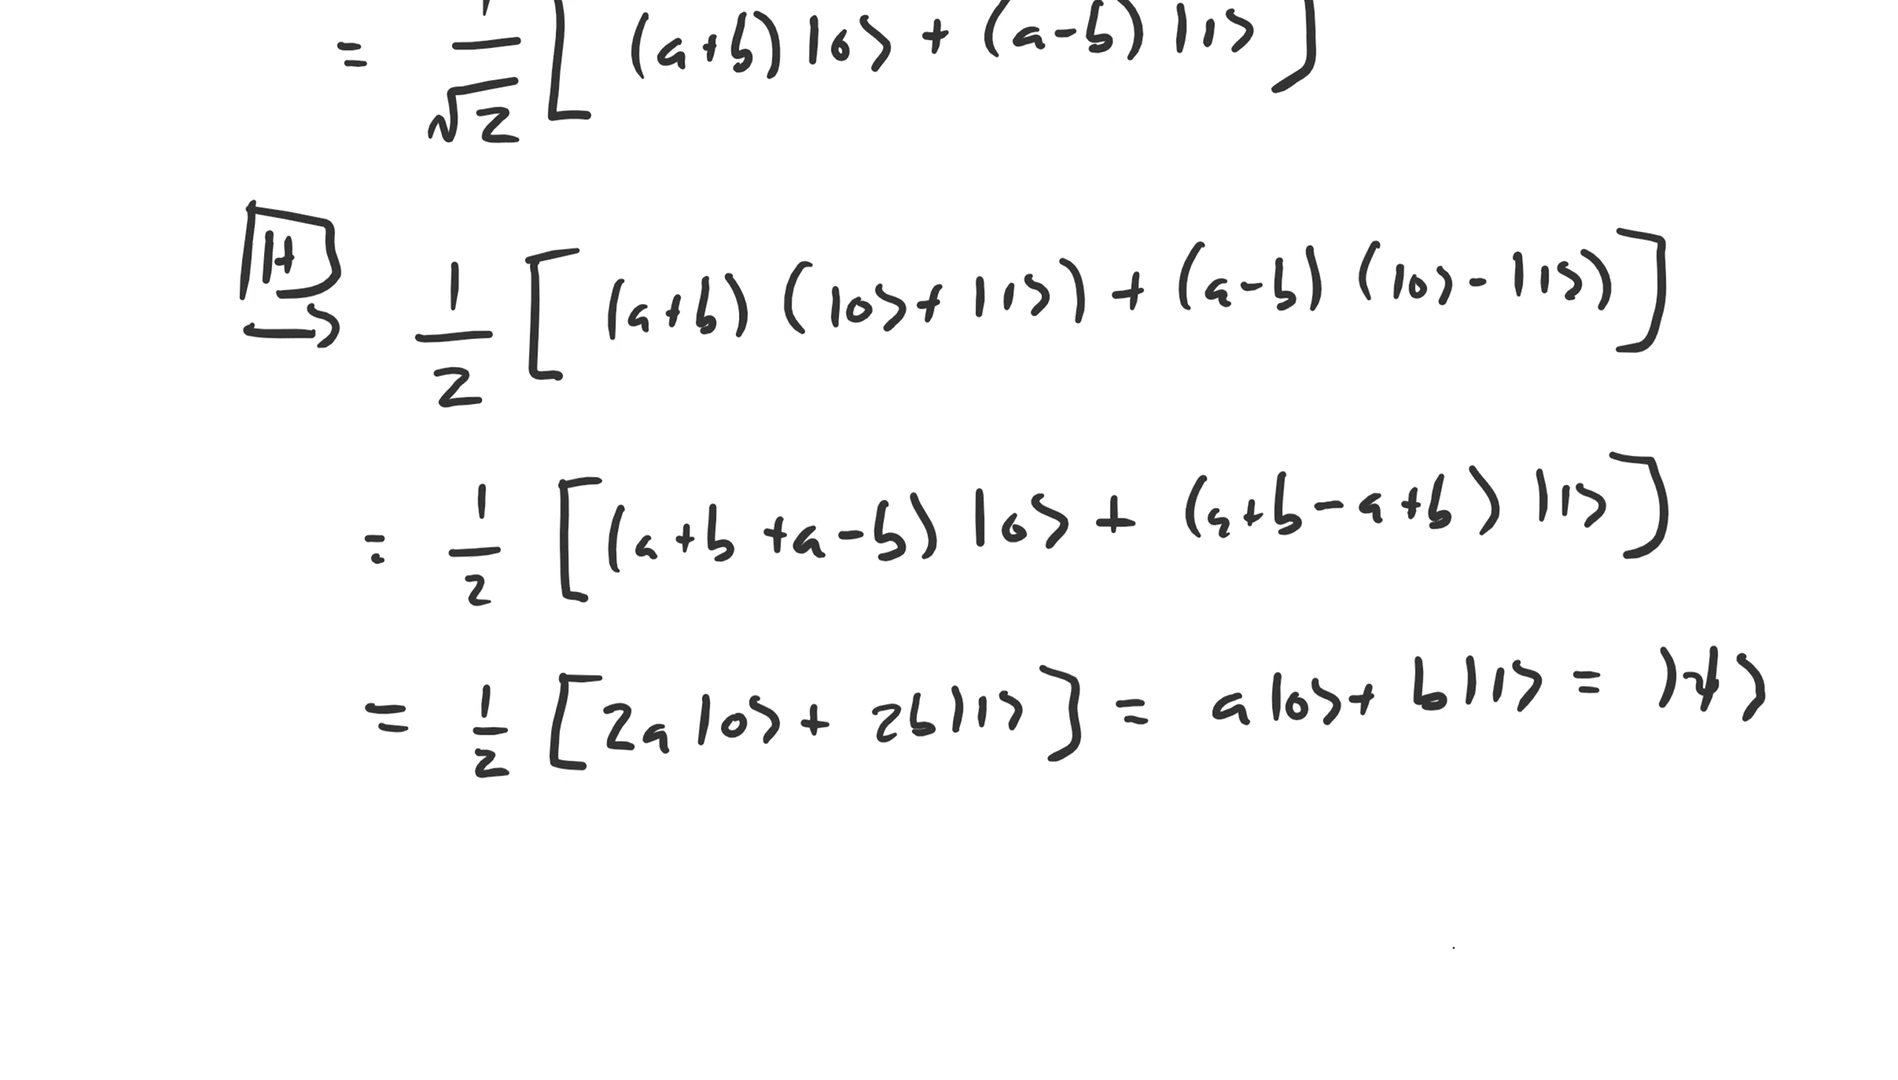 = 1/√2 [ (a+b) |0> + (a-b) |1> ]
H → 1/2 [ (a+b) (|0> + |1>) + (a-b) (|0> - |1>) ]
= 1/2 [ (a+b+a-b) |0> + (a+b-a+b) |1> ]
= 1/2 [ 2a |0> + 2b |1> ] = a |0> + b |1> = |ψ>